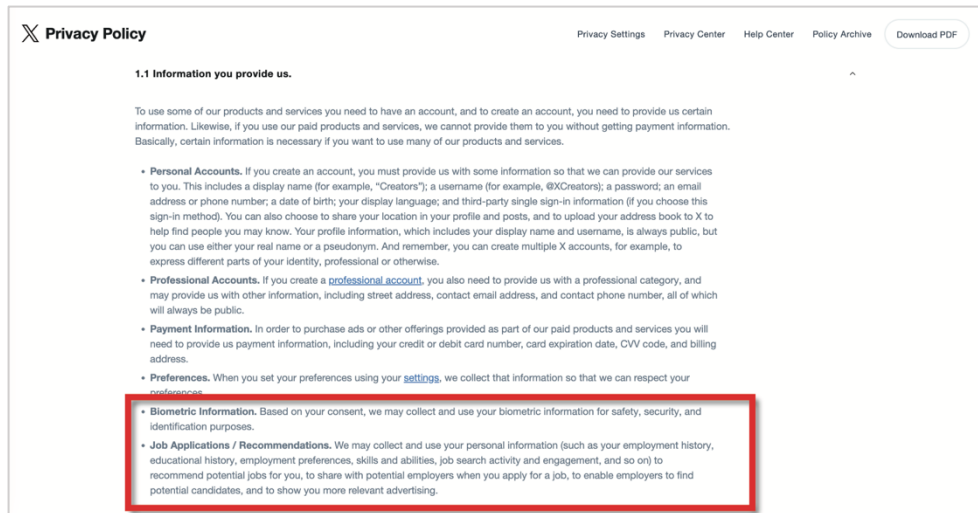 X Privacy Policy
Privacy Settings Privacy Center Help Center Policy Archive Download PDF
1.1 Information you provide us.
To use some of our products and services you need to have an account, and to create an account, you need to provide us certain
information. Likewise, if you use our paid products and services, we cannot provide them to you without getting payment information.
Basically, certain information is necessary if you want to use many of our products and services.
• Personal Accounts. If you create an account, you must provide us with some information so that we can provide our services
to you. This includes a display name (for example, “Creators”); a username (for example, @XCreators); a password; an email
address or phone number; a date of birth; your display language; and third-party single sign-in information (if you choose this
sign-in method). You can also choose to share your location in your profile and posts, and to upload your address book to X to
help find people you may know. Your profile information, which includes your display name and username, is always public, but
you can use either your real name or a pseudonym. And remember, you can create multiple X accounts, for example, to
express different parts of your identity, professional or otherwise.
• Professional Accounts. If you create a professional account, you also need to provide us with a professional category, and
may provide us with other information, including street address, contact email address, and contact phone number, all of which
will always be public.
• Payment Information. In order to purchase ads or other offerings provided as part of our paid products and services you will
need to provide us payment information, including your credit or debit card number, card expiration date, CVV code, and billing
address.
• Preferences. When you set your preferences using your settings, we collect that information so that we can respect your
preferences.
• Biometric Information. Based on your consent, we may collect and use your biometric information for safety, security, and
identification purposes.
• Job Applications / Recommendations. We may collect and use your personal information (such as your employment history,
educational history, employment preferences, skills and abilities, job search activity and engagement, and so on) to
recommend potential jobs for you, to share with potential employers when you apply for a job, to enable employers to find
potential candidates, and to show you more relevant advertising.